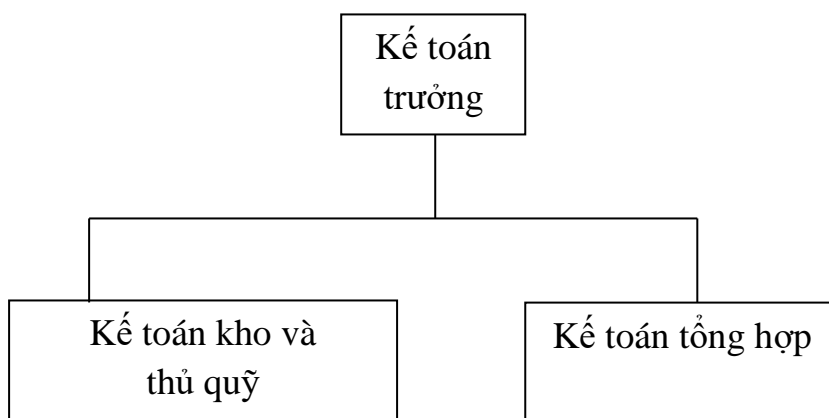 Kế toán
trưởng
Kế toán kho và
thủ quỹ
Kế toán tổng hợp